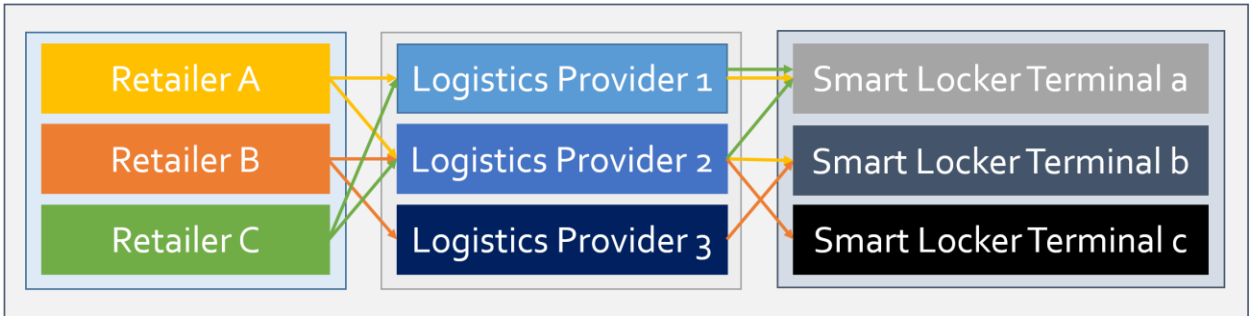 Retailer A
Logistics Provider 1
Smart Locker Terminal a
Retailer B
Logistics Provider 2
Smart Locker Terminal b
Retailer C
Logistics Provider 3
Smart Locker Terminal c